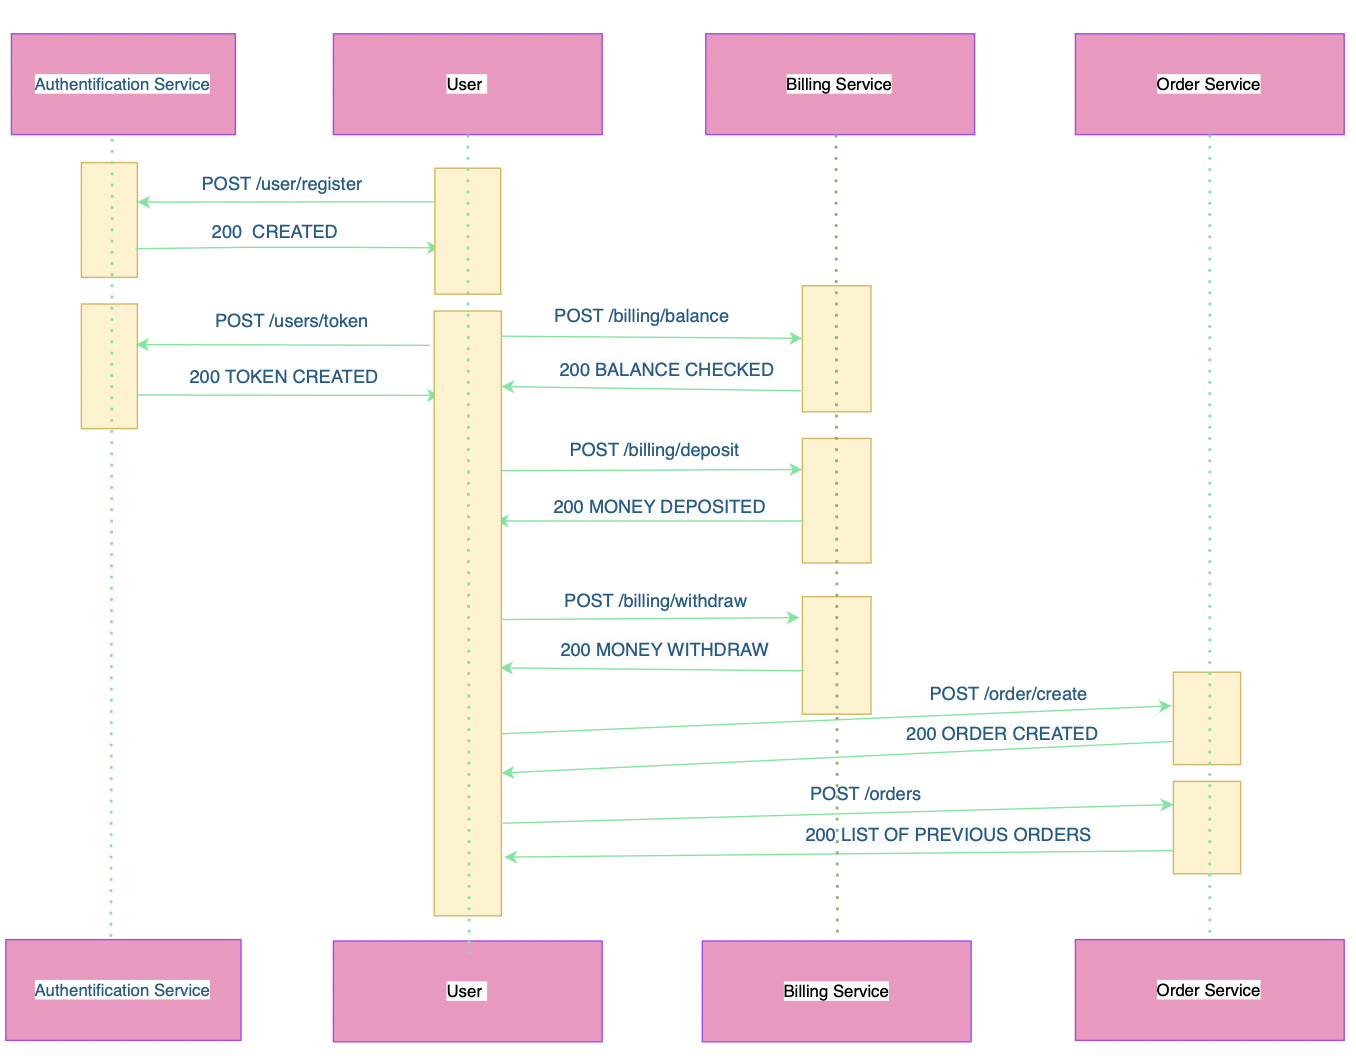 Authentification Service
User
Billing Service
Order Service
POST /user/register
200 CREATED
POST /users/token
POST /billing/balance
200 TOKEN CREATED
200 BALANCE CHECKED
POST /billing/deposit
200 MONEY DEPOSITED
POST /billing/withdraw
200 MONEY WITHDRAW
POST /order/create
200 ORDER CREATED
POST /orders
200 LIST OF PREVIOUS ORDERS
Authentification Service
User
Billing Service
Order Service